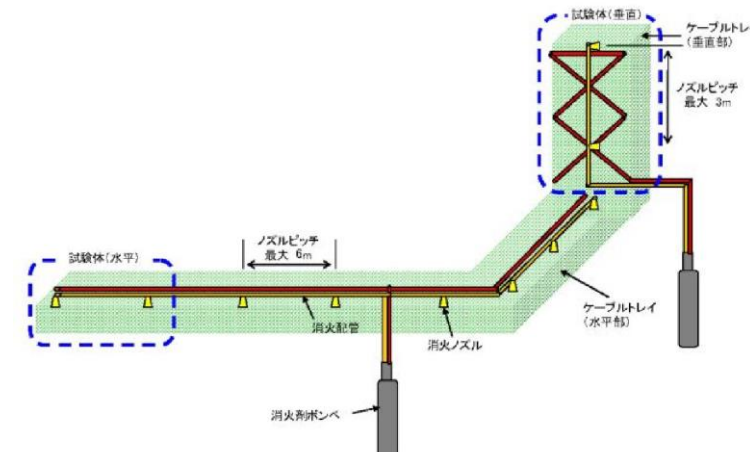 試験体(垂直)
ケーブルトレイ
(垂直部)
ノズルピッチ
最大 3m
試験体(水平)
ノズルピッチ
最大 6m
消火配管
消火ノズル
ケーブルトレイ
(水平部)
消火剤ボンベ